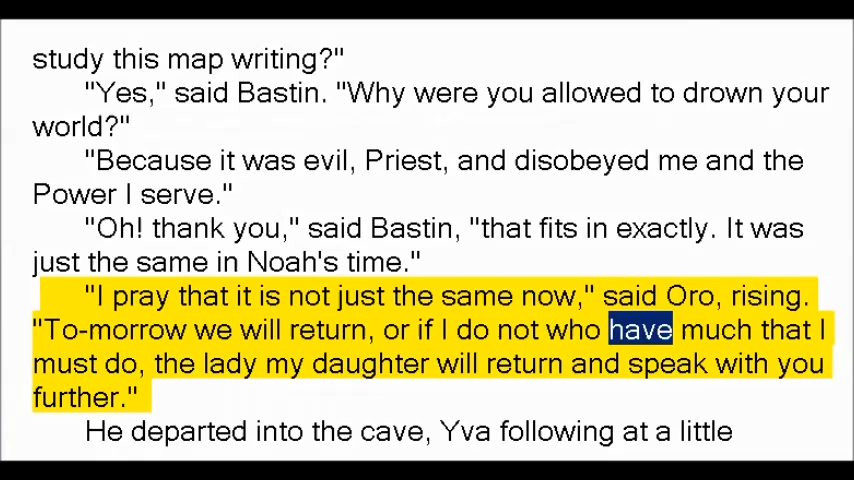 study this map writing?"
"Yes," said Bastin. "Why were you allowed to drown your
world?"
"Because it was evil, Priest, and disobeyed me and the
Power I serve."
"Oh! thank you," said Bastin, "that fits in exactly. It was
just the same in Noah's time."
"I pray that it is not just the same now," said Oro, rising.
"To-morrow we will return, or if I do not who have much that I
must do, the lady my daughter will return and speak with you
further."
He departed into the cave, Yva following at a little